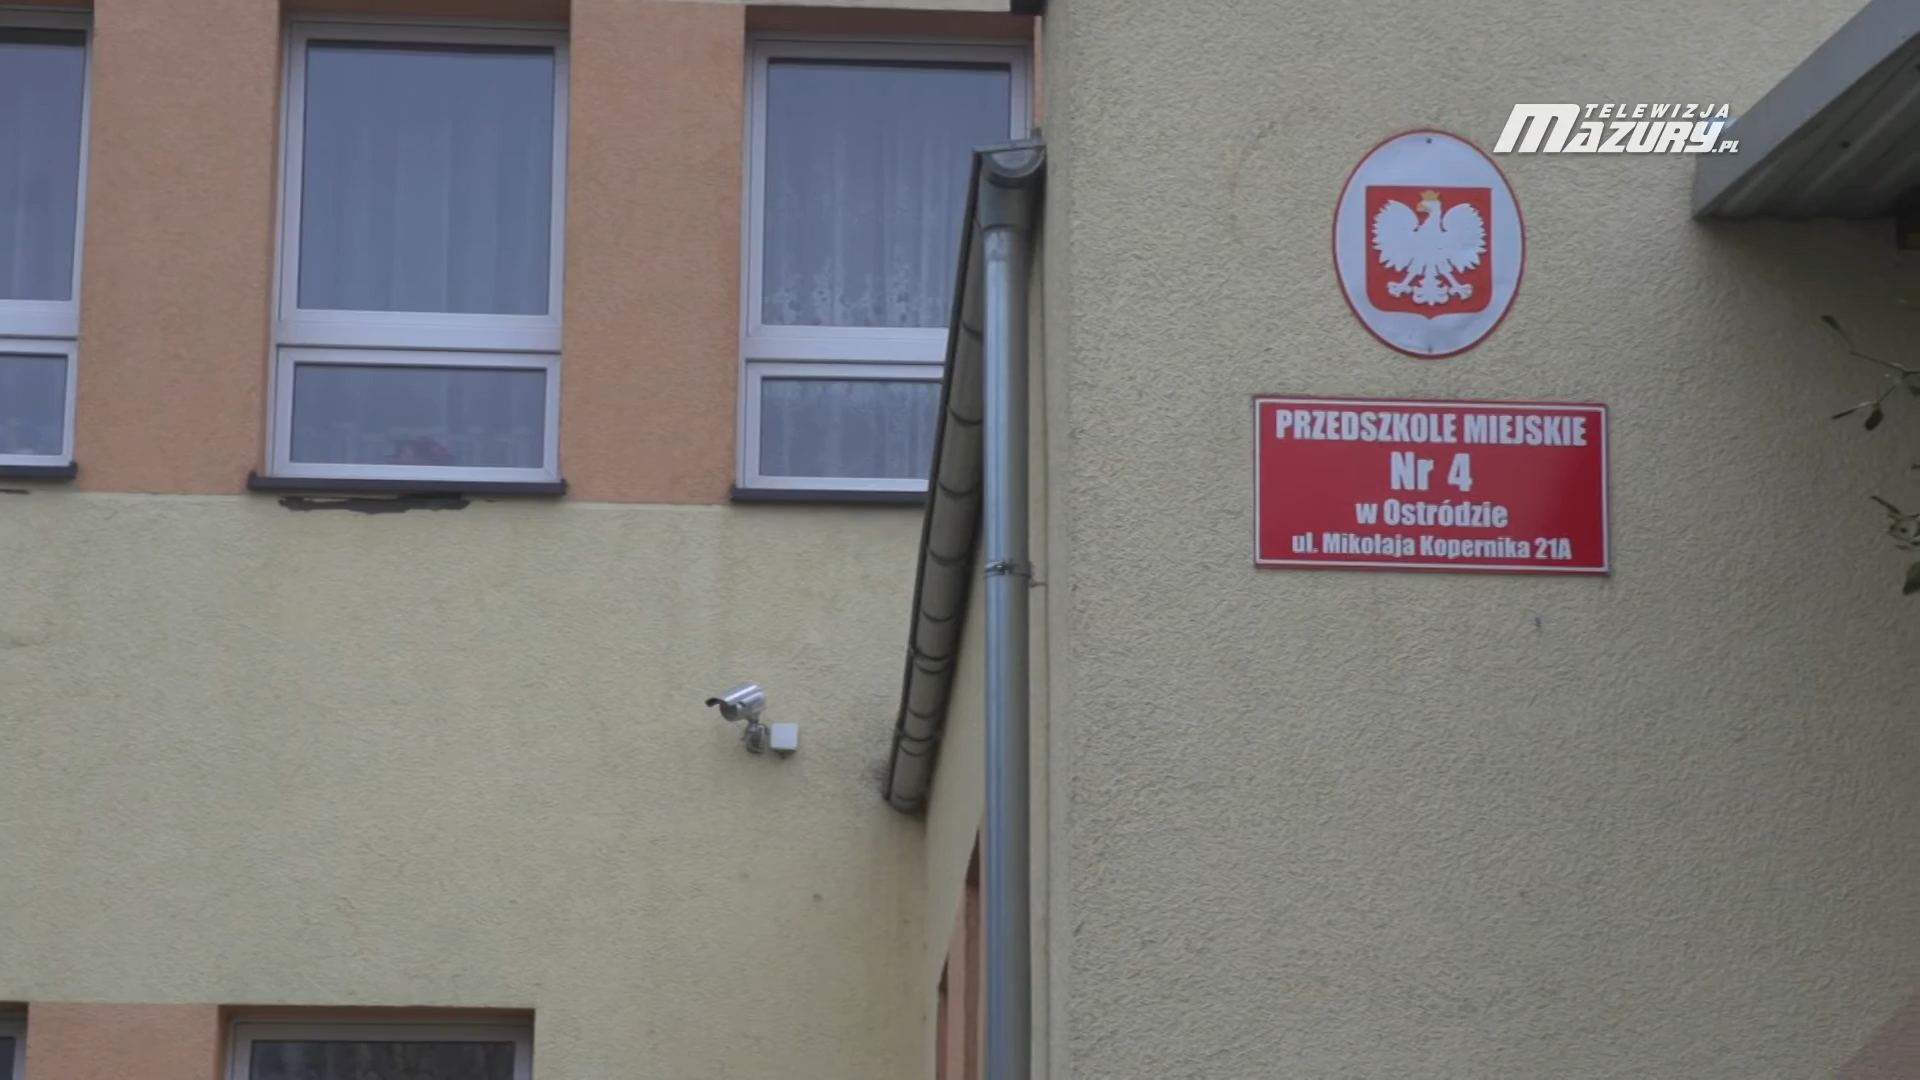 TELEWIZJA
MAZURY.PL
PRZEDSZKOLE MIEJSKIE
Nr 4
w Ostródzie
ul. Mikołaja Kopernika 21A